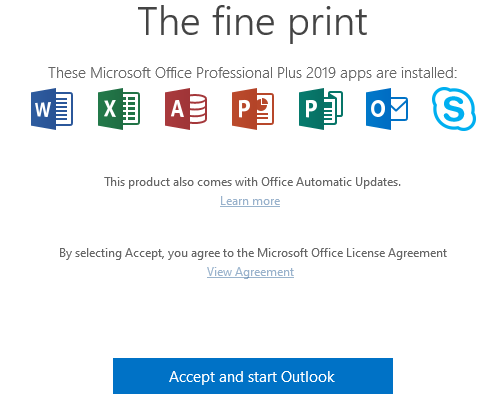 The fine print
These Microsoft Office Professional Plus 2019 apps are installed:
W X A P P O S
This product also comes with Office Automatic Updates.
Learn more
By selecting Accept, you agree to the Microsoft Office License Agreement
View Agreement
Accept and start Outlook